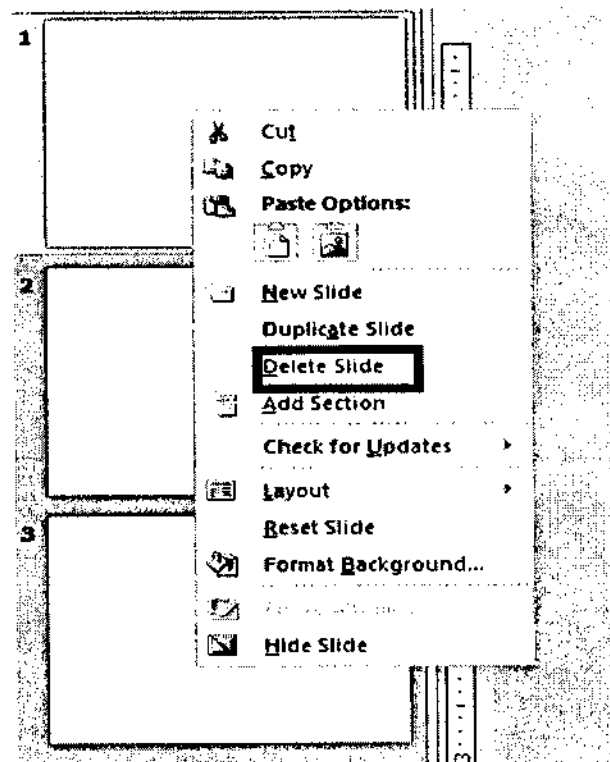 1
Cut
Copy
Paste Options:
2
New Slide
Duplicate Slide
Delete Slide
Add Section
Check for Updates
Layout
3
Reset Slide
Format Background...
Hide Slide
3